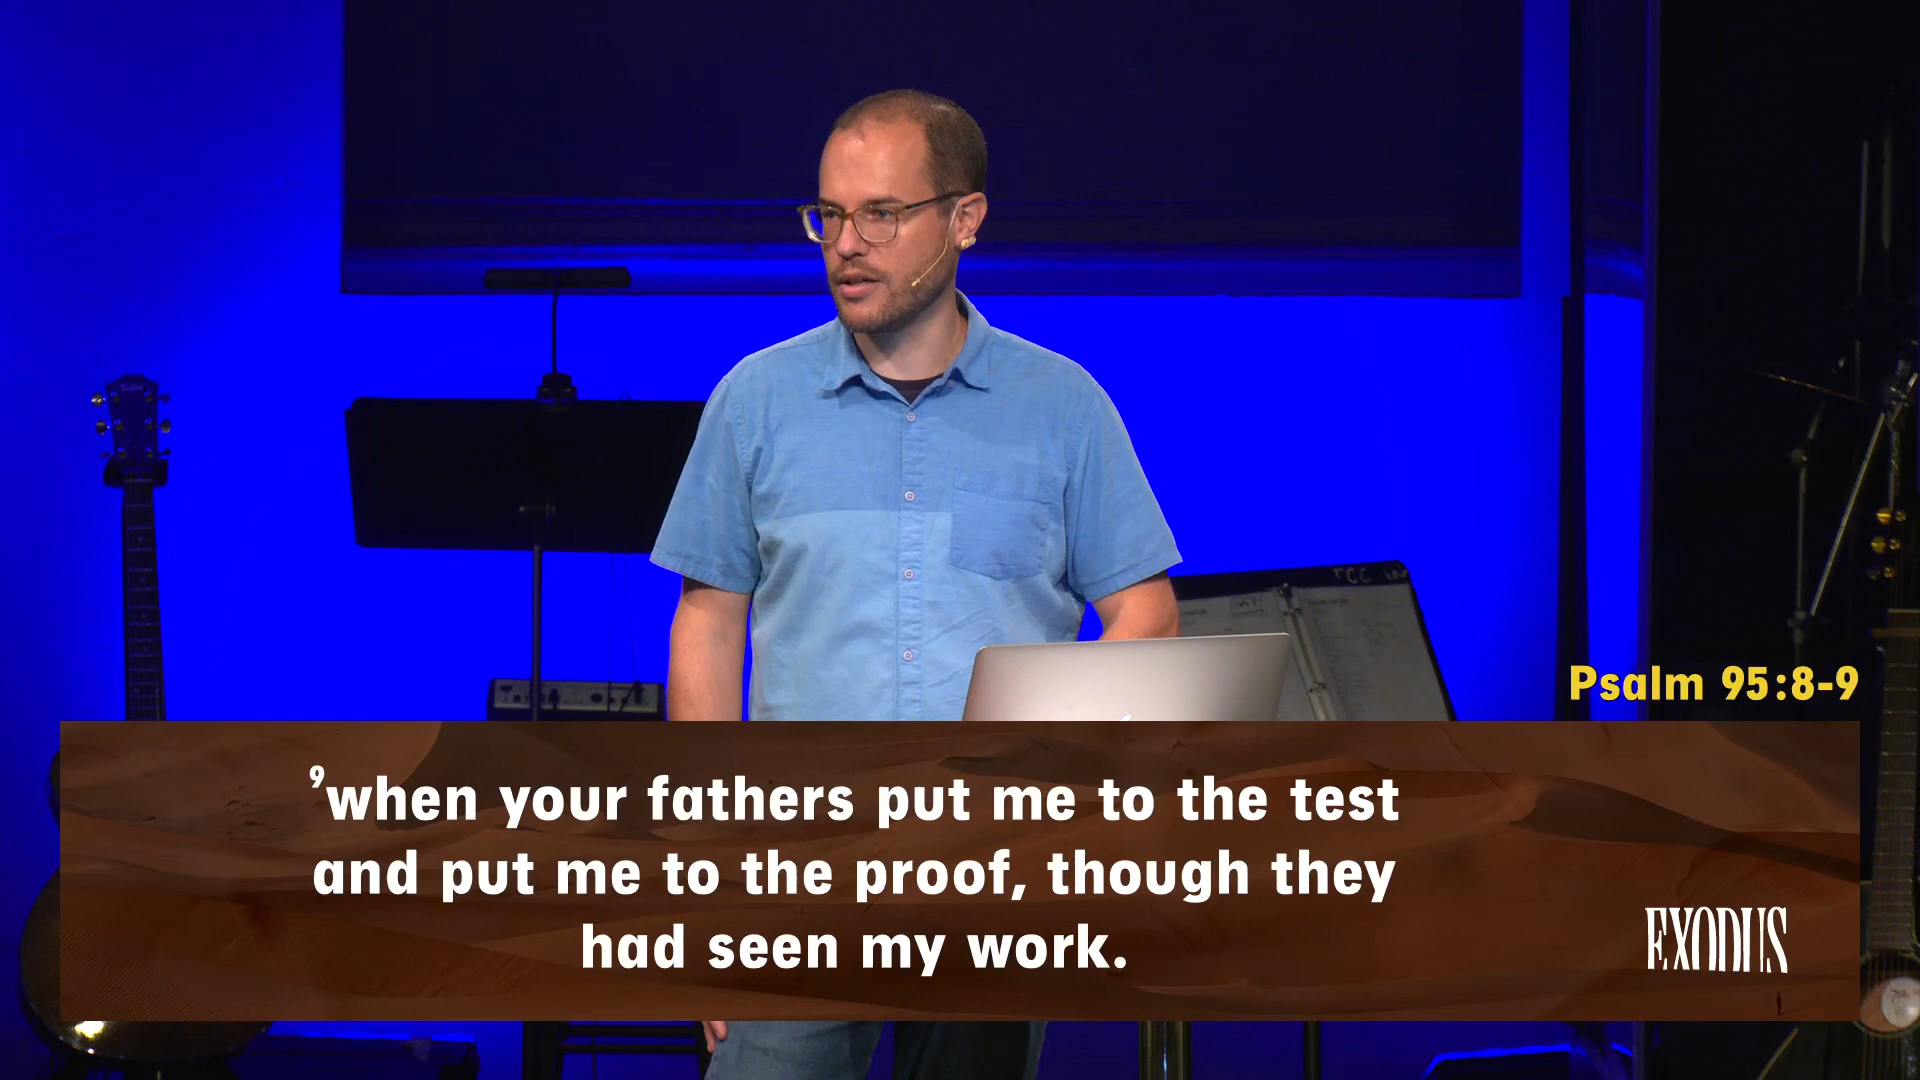 Psalm 95:8-9
⁹when your fathers put me to the test
and put me to the proof, though they
had seen my work.
EXODUS